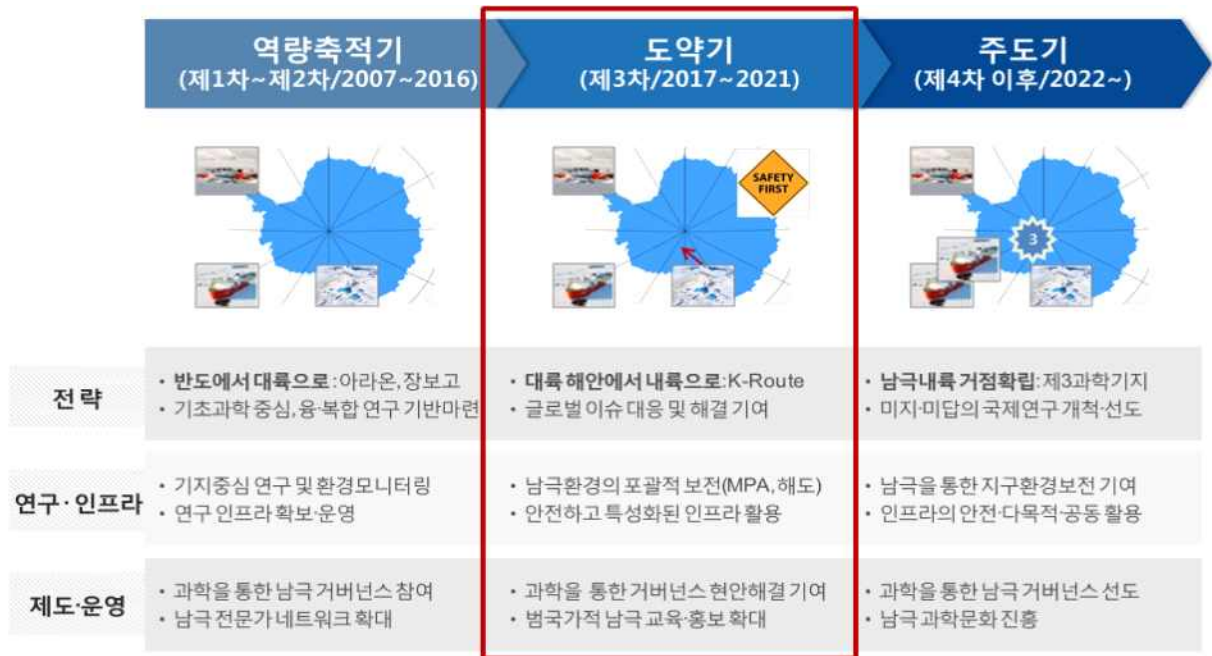 역량축적기
(제1차~제2차/2007~2016)
도약기
(제3차/2017~2021)
주도기
(제4차 이후/2022~)
SAFETY
FIRST
3
전 략
• 반도에서 대륙으로:아라온,장보고
• 기초과학 중심,융·복합 연구 기반마련
• 대륙 해안에서 내륙으로:K-Route
• 글로벌 이슈 대응 및 해결 기여
• 남극내륙 거점확립:제3과학기지
• 미지·미답의 국제연구 개척·선도
연구·인프라
• 기지중심 연구 및 환경모니터링
• 연구 인프라 확보·운영
• 남극환경의 포괄적 보전(MPA,해도)
• 안전하고 특성화된 인프라 활용
• 남극을 통한 지구환경보전 기여
• 인프라의 안전·다목적·공동 활용
제도·운영
• 과학을 통한 남극 거버넌스 참여
• 남극 전문가 네트워크 확대
• 과학을 통한 거버넌스 현안해결 기여
• 범국가적 남극 교육·홍보 확대
• 과학을 통한 남극 거버넌스 선도
• 남극 과학문화 진흥